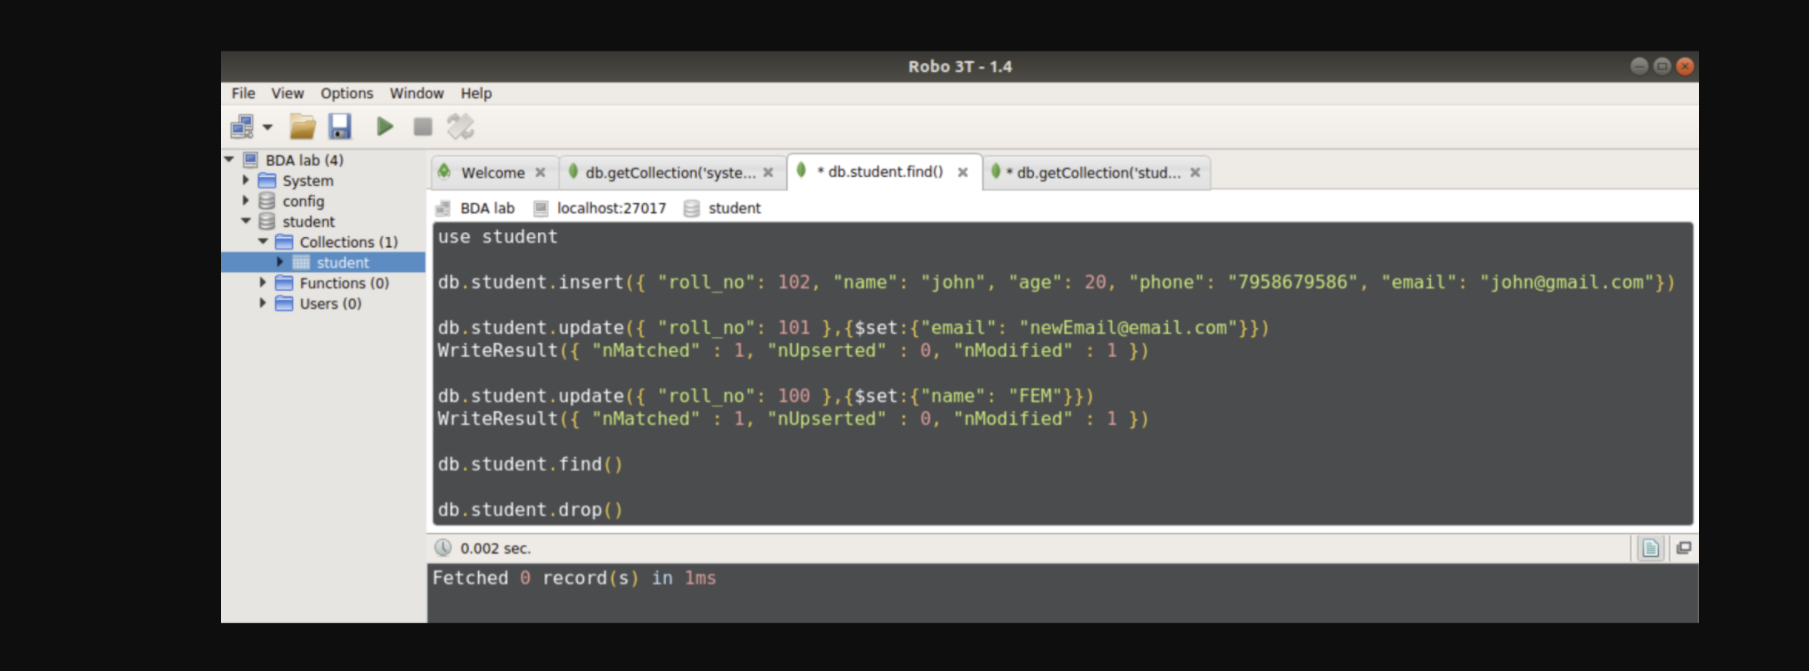 Robo 3T - 1.4
File View Options Window Help
BDA lab (4)
System
config
student
Collections (1)
student
Functions (0)
Users (0)
Welcome db.getCollection('syste... * db.student.find() * db.getCollection('stud...
BDA lab localhost:27017 student
use student
db.student.insert({ "roll_no": 102, "name": "john", "age": 20, "phone": "7958679586", "email": "john@gmail.com"})
db.student.update({ "roll_no": 101 },{$set:{"email": "newEmail@email.com"}})
WriteResult({ "nMatched" : 1, "nUpserted" : 0, "nModified" : 1 })
db.student.update({ "roll_no": 100 },{$set:{"name": "FEM"}})
WriteResult({ "nMatched" : 1, "nUpserted" : 0, "nModified" : 1 })
db.student.find()
db.student.drop()
0.002 sec.
Fetched 0 record(s) in 1ms